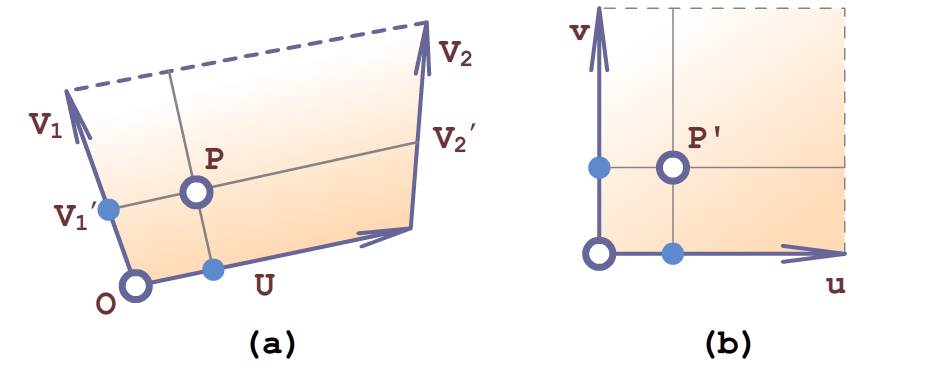 V₂
V₁
V₂′
P
V₁′
U
O
(a)
v
P'
u
(b)